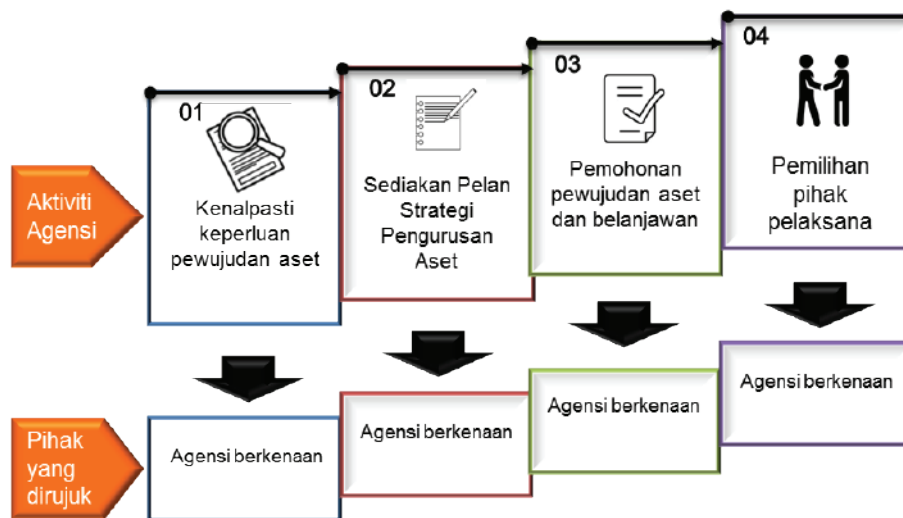 Aktiviti
Agensi
01
Kenalpasti
keperluan
pewujudan aset
02
Sediakan Pelan
Strategi
Pengurusan
Aset
03
Pemohonan
pewujudan aset
dan belanjawan
04
Pemilihan
pihak
pelaksana
Pihak
yang
dirujuk
Agensi berkenaan
Agensi berkenaan
Agensi berkenaan
Agensi berkenaan